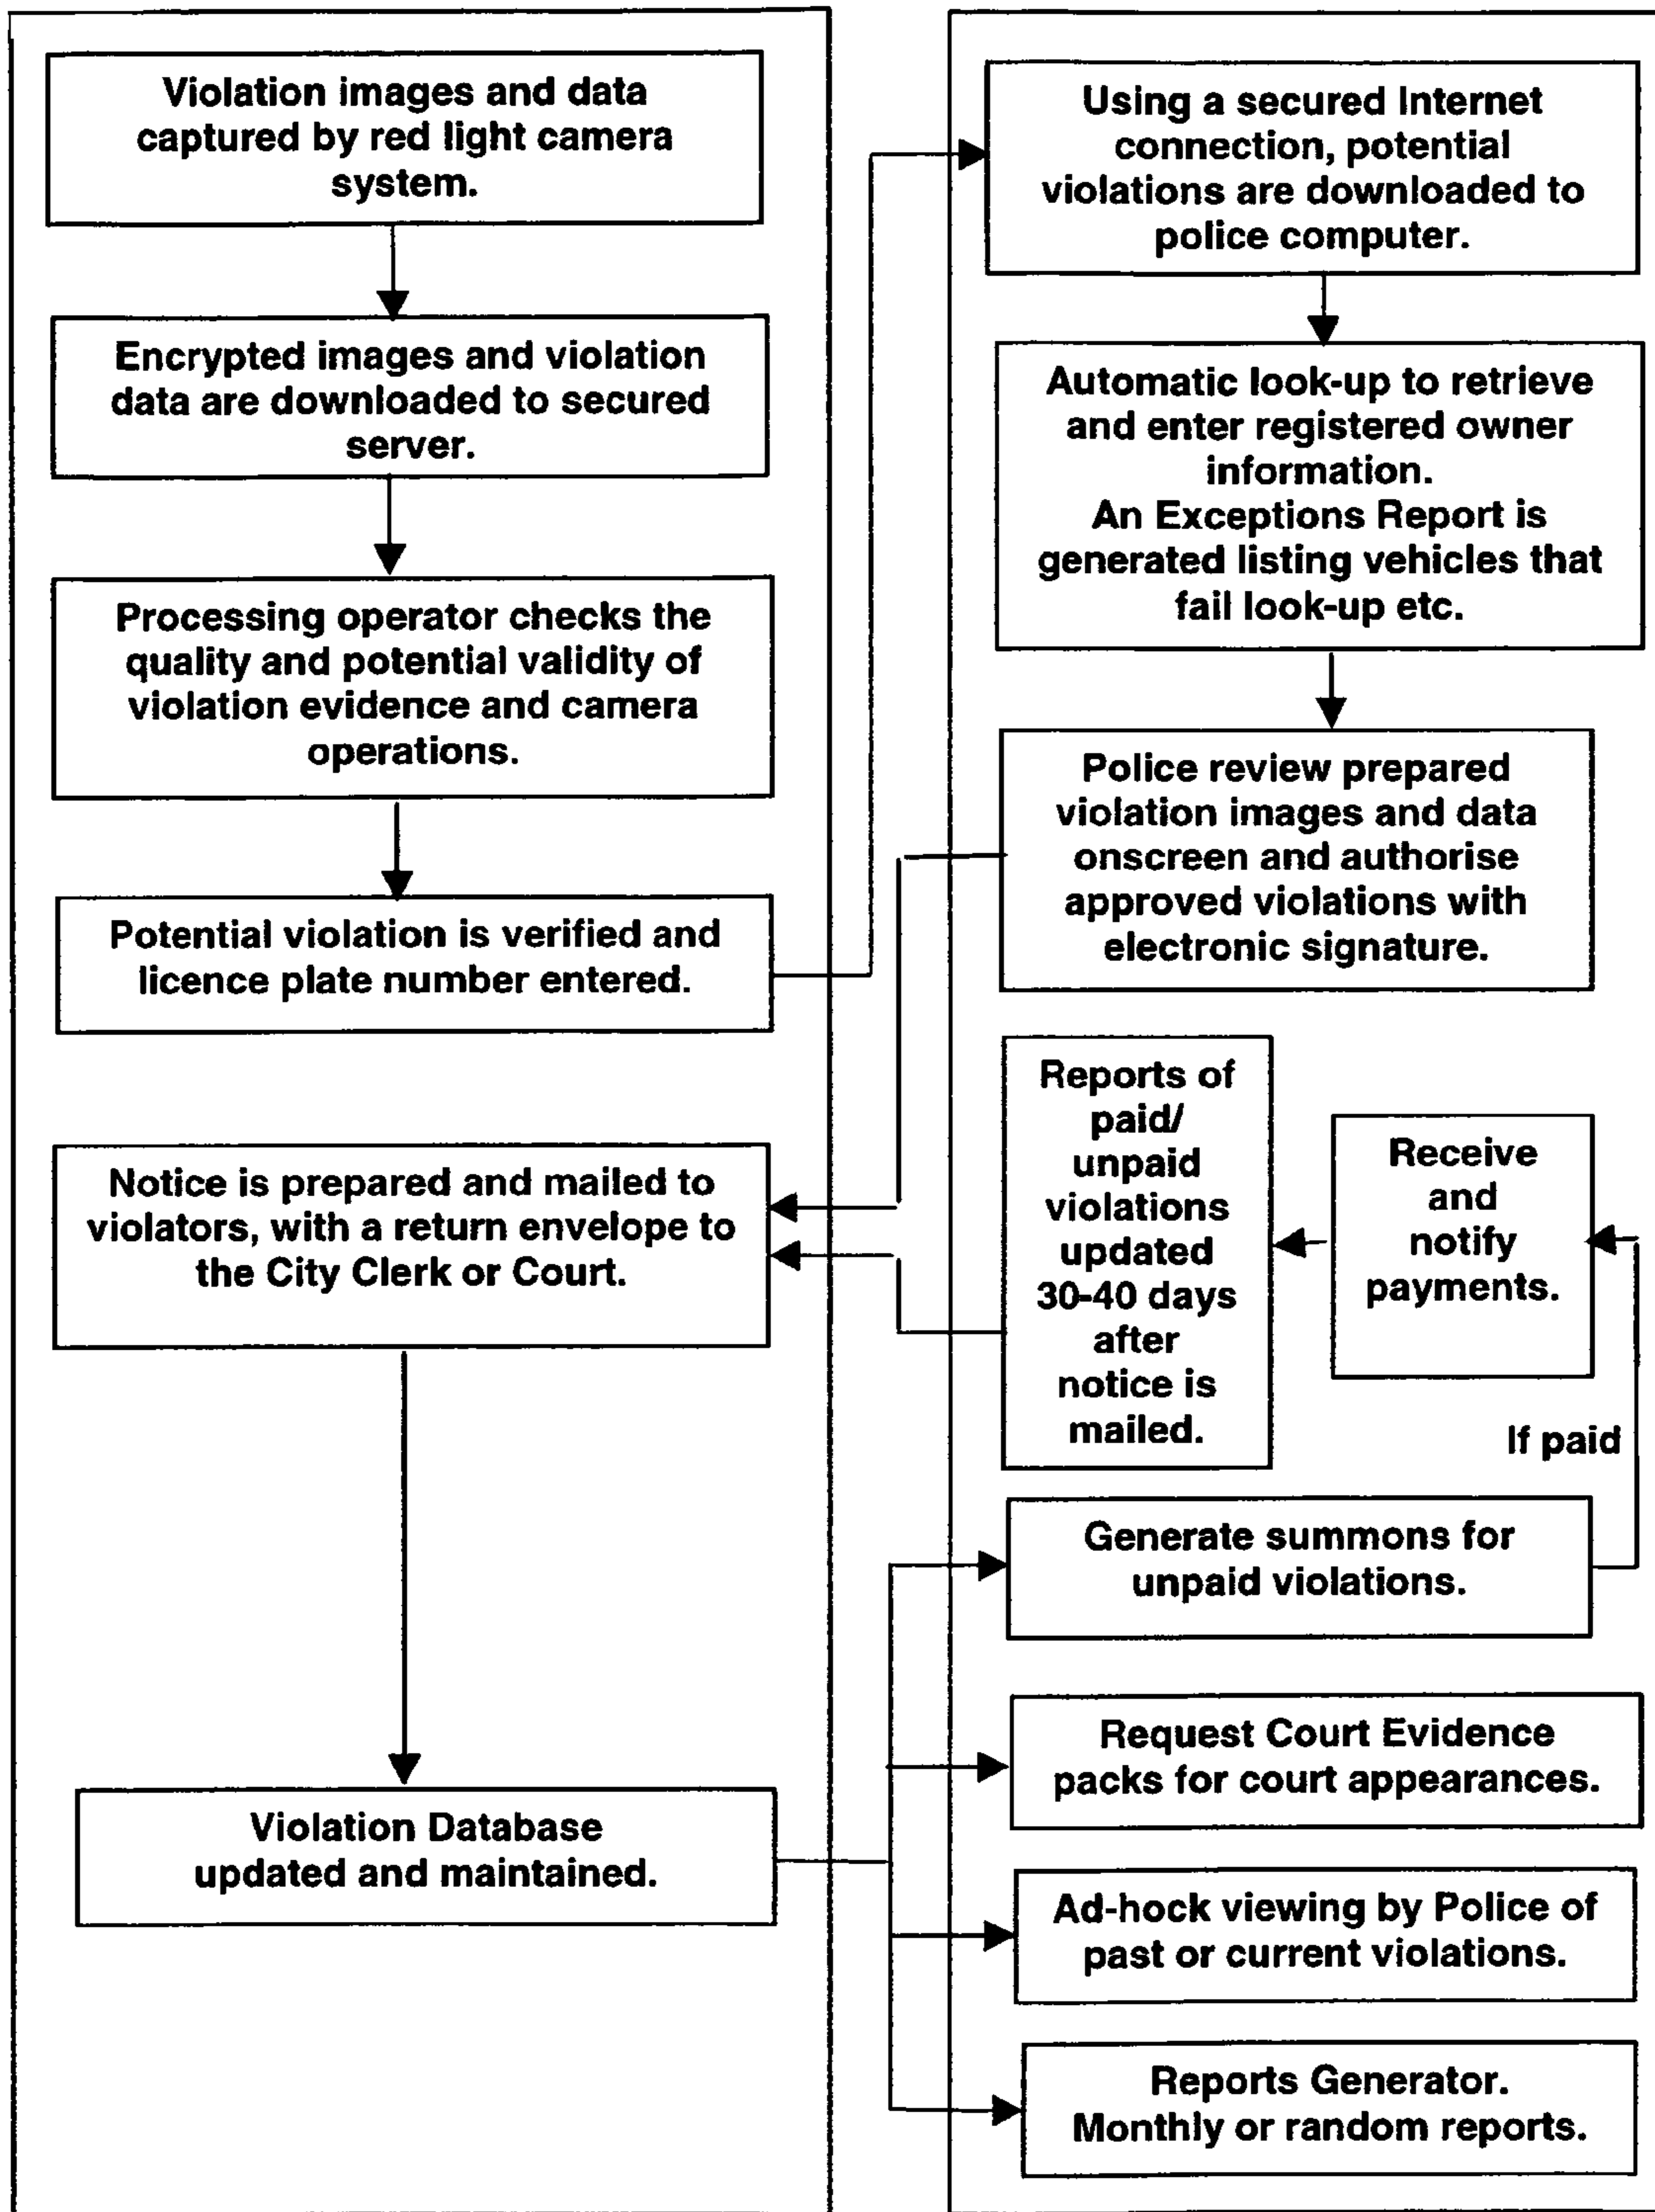 Violation images and data
captured by red light camera
system.
Encrypted images and violation
data are downloaded to secured
server.
Processing operator checks the
quality and potential validity of
violation evidence and camera
operations.
Potential violation is verified and
licence plate number entered.
Notice is prepared and mailed to
violators, with a return envelope to
the City Clerk or Court.
Violation Database
updated and maintained.
Using a secured Internet
connection, potential
violations are downloaded to
police computer.
Automatic look-up to retrieve
and enter registered owner
information.
An Exceptions Report is
generated listing vehicles that
fail look-up etc.
Police review prepared
violation images and data
onscreen and authorise
approved violations with
electronic signature.
Reports of
paid/
unpaid
violations
updated
30-40 days
after
notice is
mailed.
Receive
and
notify
payments.
If paid
Generate summons for
unpaid violations.
Request Court Evidence
packs for court appearances.
Ad-hock viewing by Police of
past or current violations.
Reports Generator.
Monthly or random reports.